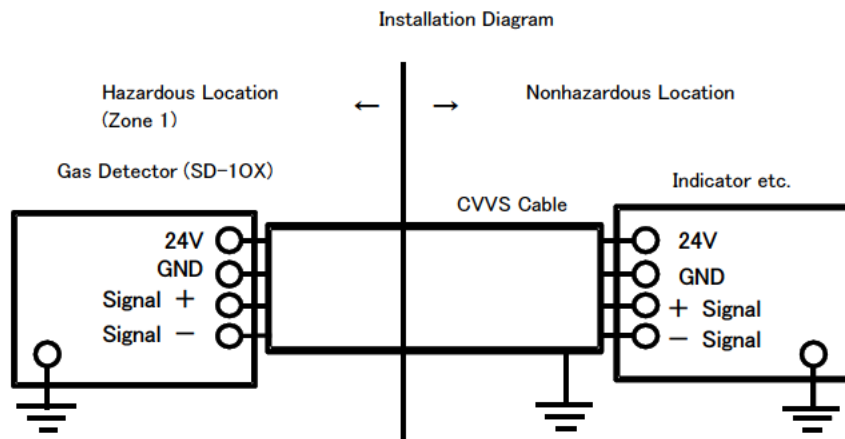 Installation Diagram
Hazardous Location
(Zone 1)
← →
Nonhazardous Location
Gas Detector (SD-1OX)
CVVS Cable
Indicator etc.
24V
GND
Signal +
Signal −
24V
GND
+ Signal
− Signal